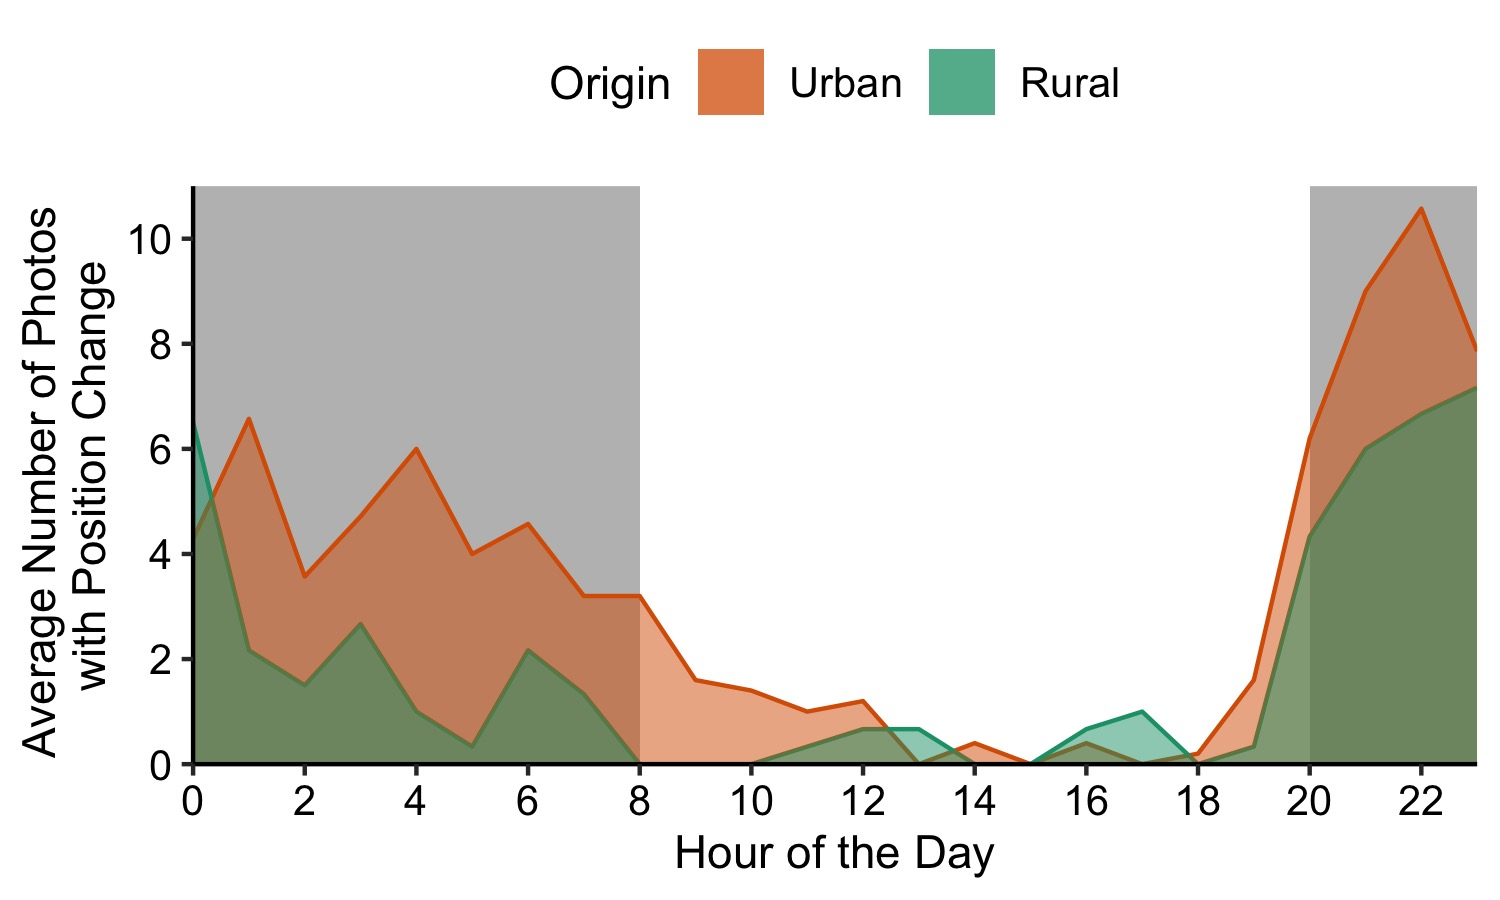 Origin Urban Rural
Average Number of Photos
with Position Change
10
8
6
4
2
0
0 2 4 6 8 10 12 14 16 18 20 22
Hour of the Day